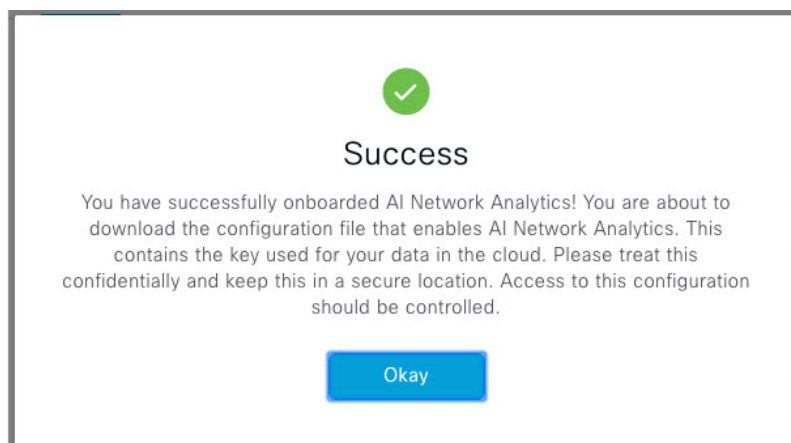 Success
You have successfully onboarded AI Network Analytics! You are about to
download the configuration file that enables AI Network Analytics. This
contains the key used for your data in the cloud. Please treat this
confidentially and keep this in a secure location. Access to this configuration
should be controlled.
Okay